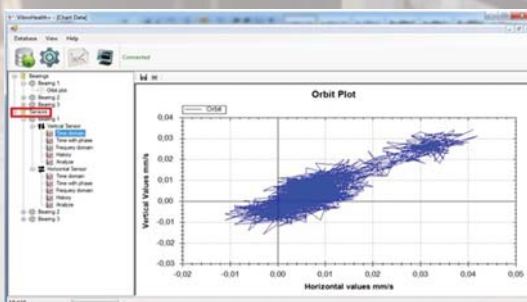 VibroHealth+ - [Chart Data]
Database View Help
Connected
Bearings
Bearing 1
Orbit plot
Bearing 2
Bearing 3
Sensors
Bearing 1
Vertical Sensor
Time domain
Time with phase
Frequency domain
History
Analyze
Horizontal Sensor
Time domain
Time with phase
Frequency domain
History
Analyze
Bearing 2
Bearing 3
Orbit Plot
Orbit
0,04
0,03
0,02
0,01
0,00
-0,01
-0,02
-0,03
Vertical Values mm/s
-0,02 -0,01 0,00 0,01 0,02 0,03 0,04 0,05
Horizontal values mm/s